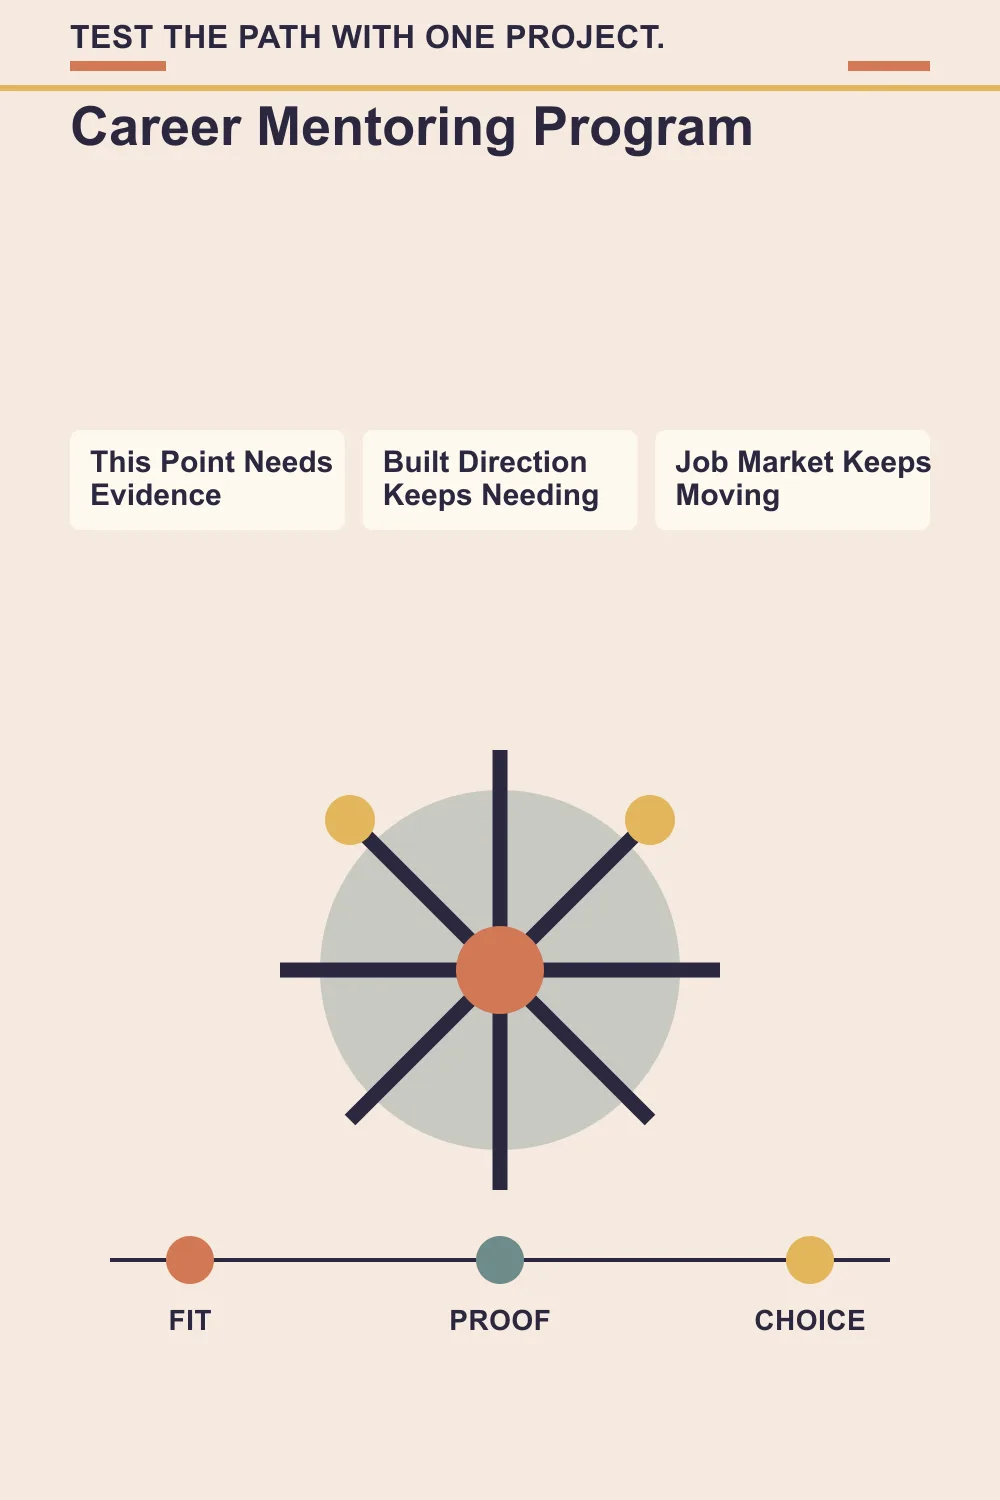 TEST THE PATH WITH ONE PROJECT.
Career Mentoring Program
This Point Needs
Evidence
Built Direction
Keeps Needing
Job Market Keeps
Moving
FIT
PROOF
CHOICE